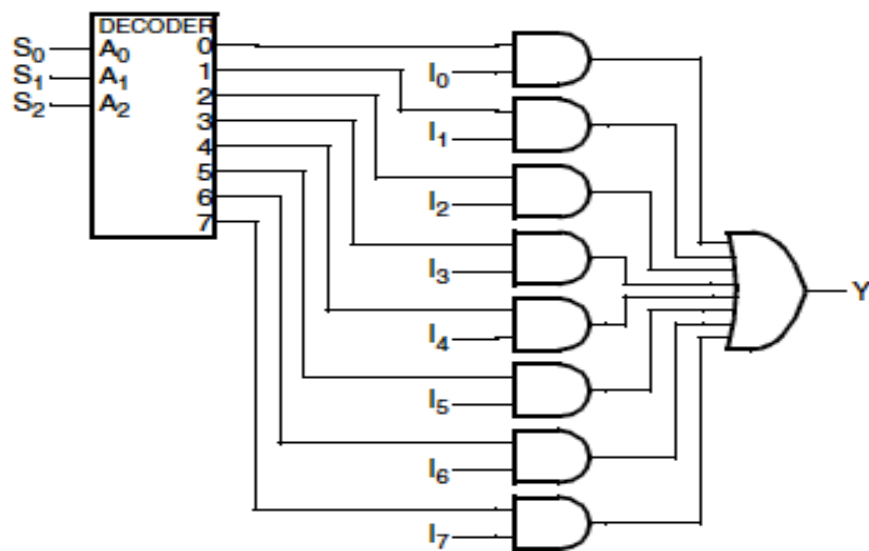 DECODER
S0 A0 0
S1 A1 1
S2 A2 2
3
4
5
6
7
I0
I1
I2
I3
I4
I5
I6
I7
Y